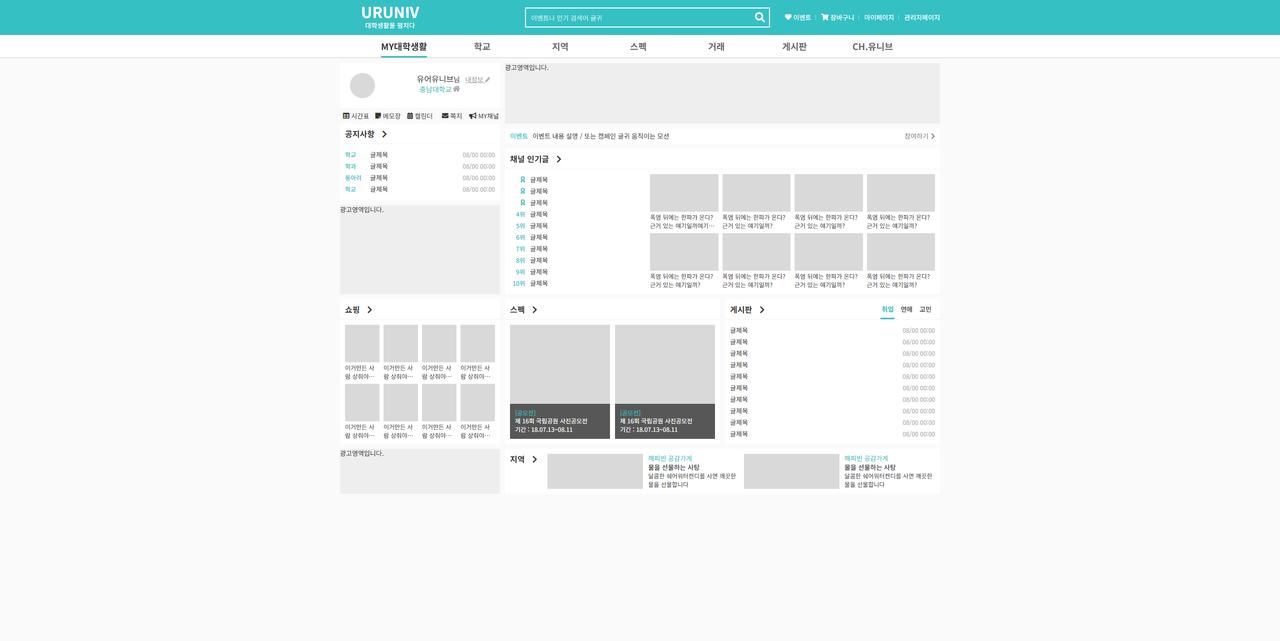 URUNIV
대학생활을 펼치다
이벤트나 인기 검색어 글귀
이벤트 장바구니 마이페이지 관리자페이지
MY대학생활 학교 지역 스펙 거래 게시판 CH.유니브
유어유니브님 내정보
충남대학교
시간표 메모장 캘린더 쪽지 MY채널
공지사항
학교 글제목 08/00 00:00
학과 글제목 08/00 00:00
동아리 글제목 08/00 00:00
학교 글제목 08/00 00:00
광고영역입니다.
광고영역입니다.
이벤트 이벤트 내용 설명 / 또는 캠페인 글귀 움직이는 모션 참여하기
채널 인기글
글제목
글제목
글제목
4위 글제목
5위 글제목
6위 글제목
7위 글제목
8위 글제목
9위 글제목
10위 글제목
폭염 뒤에는 한파가 온다? 폭염 뒤에는 한파가 온다? 폭염 뒤에는 한파가 온다? 폭염 뒤에는 한파가 온다?
근거 있는 얘기일까얘기… 근거 있는 얘기일까? 근거 있는 얘기일까? 근거 있는 얘기일까?
폭염 뒤에는 한파가 온다? 폭염 뒤에는 한파가 온다? 폭염 뒤에는 한파가 온다? 폭염 뒤에는 한파가 온다?
근거 있는 얘기일까? 근거 있는 얘기일까? 근거 있는 얘기일까? 근거 있는 얘기일까?
쇼핑
이거만든 사 이거만든 사 이거만든 사 이거만든 사
람 상줘야… 람 상줘야… 람 상줘야… 람 상줘야…
이거만든 사 이거만든 사 이거만든 사 이거만든 사
람 상줘야… 람 상줘야… 람 상줘야… 람 상줘야…
스펙
[공모전] [공모전]
제 16회 국립공원 사진공모전 제 16회 국립공원 사진공모전
기간 : 18.07.13~08.11 기간 : 18.07.13~08.11
게시판 취업 연애 고민
글제목 08/00 00:00
글제목 08/00 00:00
글제목 08/00 00:00
글제목 08/00 00:00
글제목 08/00 00:00
글제목 08/00 00:00
글제목 08/00 00:00
글제목 08/00 00:00
글제목 08/00 00:00
글제목 08/00 00:00
광고영역입니다.
지역
해피빈 공감가게
물을 선물하는 사탕
달콤한 쉐어워터캔디를 사면 깨끗한
물을 선물합니다
해피빈 공감가게
물을 선물하는 사탕
달콤한 쉐어워터캔디를 사면 깨끗한
물을 선물합니다